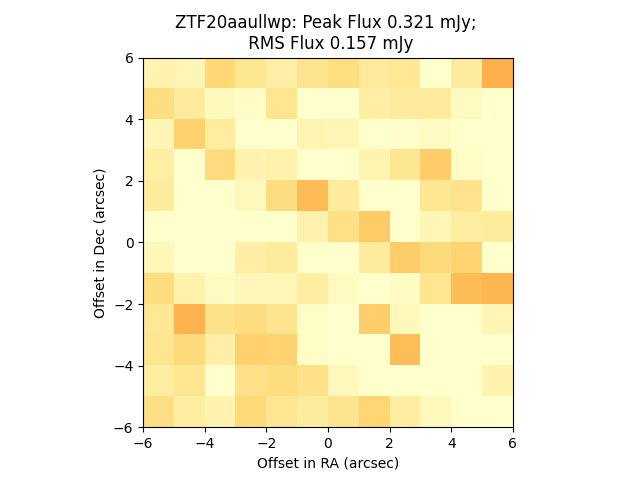 ZTF20aaullwp: Peak Flux 0.321 mJy;
RMS Flux 0.157 mJy
6
4
2
0
−2
−4
−6
Offset in Dec (arcsec)
−6 −4 −2 0 2 4 6
Offset in RA (arcsec)